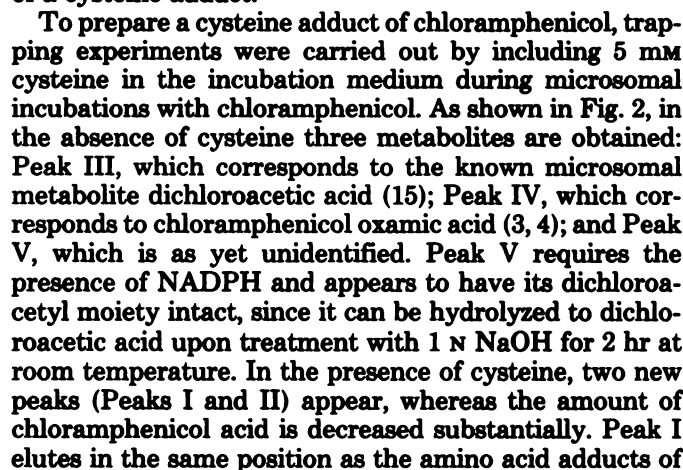 of a cysteine adduct.
To prepare a cysteine adduct of chloramphenicol, trap-
ping experiments were carried out by including 5 mM
cysteine in the incubation medium during microsomal
incubations with chloramphenicol. As shown in Fig. 2, in
the absence of cysteine three metabolites are obtained:
Peak III, which corresponds to the known microsomal
metabolite dichloroacetic acid (15); Peak IV, which cor-
responds to chloramphenicol oxamic acid (3, 4); and Peak
V, which is as yet unidentified. Peak V requires the
presence of NADPH and appears to have its dichloroa-
cetyl moiety intact, since it can be hydrolyzed to dichlo-
roacetic acid upon treatment with 1 N NaOH for 2 hr at
room temperature. In the presence of cysteine, two new
peaks (Peaks I and II) appear, whereas the amount of
chloramphenicol acid is decreased substantially. Peak I
elutes in the same position as the amino acid adducts of